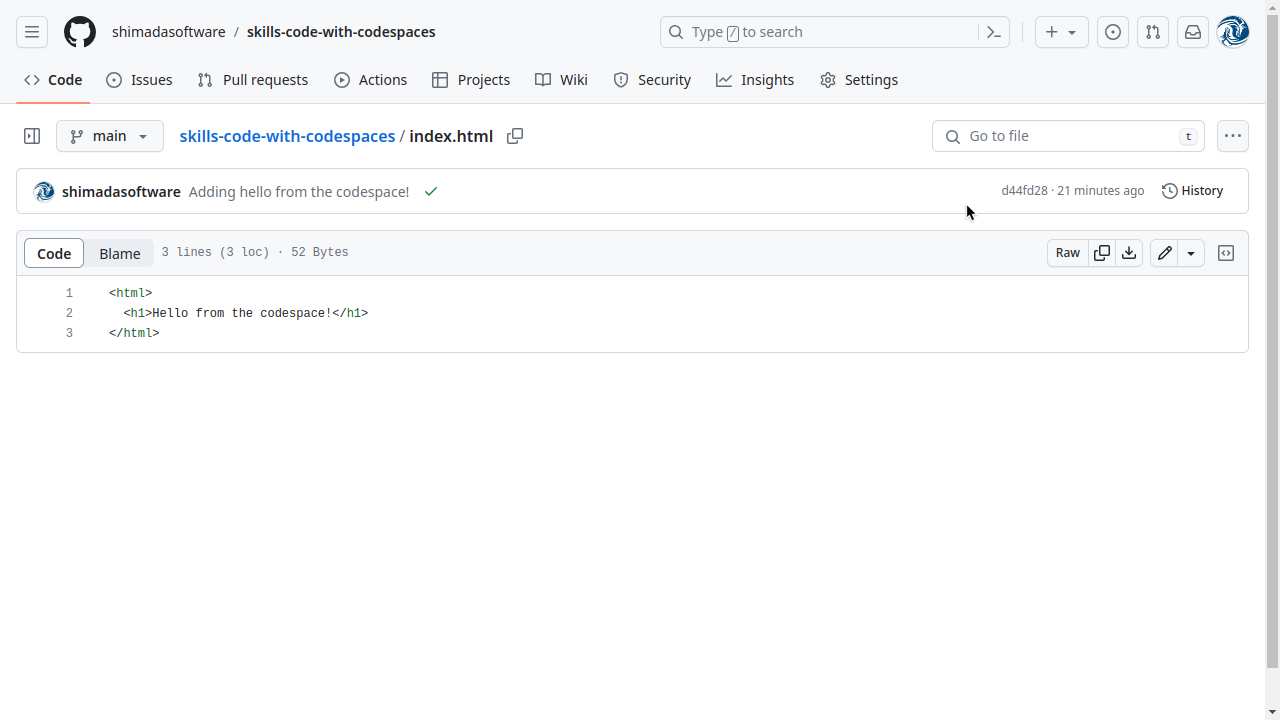 shimadasoftware / skills-code-with-codespaces
Type / to search
Code Issues Pull requests Actions Projects Wiki Security Insights Settings
main skills-code-with-codespaces / index.html Go to file t
shimadasoftware Adding hello from the codespace! d44fd28 · 21 minutes ago History
Code Blame 3 lines (3 loc) · 52 Bytes Raw
1 <html>
2 <h1>Hello from the codespace!</h1>
3 </html>